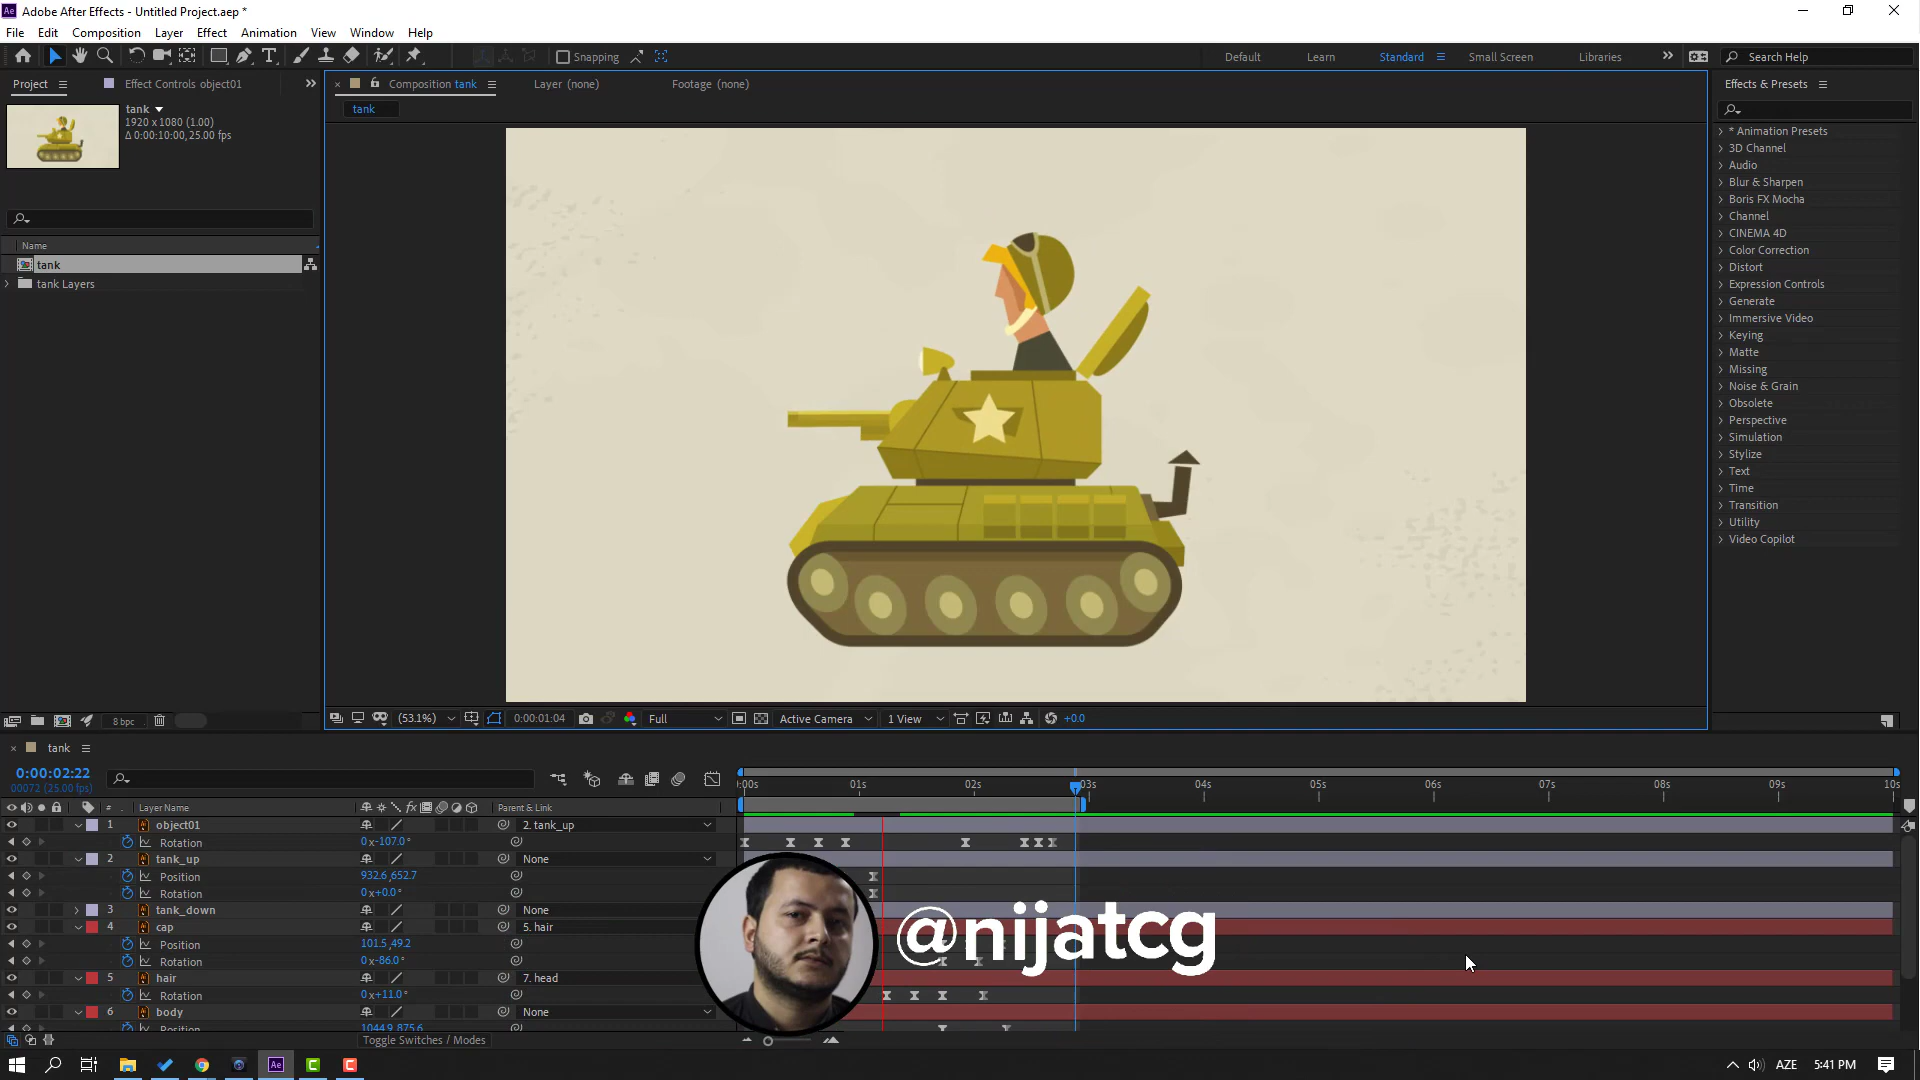 Adobe After Effects - Untitled Project.aep *
File Edit Composition Layer Effect Animation View Window Help
Snapping
Default Learn Standard Small Screen Libraries
Search Help
Project Effect Controls object01
Composition tank Layer (none) Footage (none)
Effects & Presets
tank
tank
1920 x 1080 (1.00)
Δ 0:00:10:00, 25.00 fps
Name
tank
tank Layers
* Animation Presets
3D Channel
Audio
Blur & Sharpen
Boris FX Mocha
Channel
CINEMA 4D
Color Correction
Distort
Expression Controls
Generate
Immersive Video
Keying
Matte
Missing
Noise & Grain
Obsolete
Perspective
Simulation
Stylize
Text
Time
Transition
Utility
Video Copilot
8 bpc
(53.1%) 0:00:01:04 Full Active Camera 1 View +0.0
tank
0:00:02:22
00072 (25.00 fps)
:00s 01s 02s 03s 04s 05s 06s 07s 08s 09s 10s
# Layer Name fx Parent & Link
1 object01 2. tank_up
Rotation 0x-107.0°
2 tank_up None
Position 932.6,652.7
Rotation 0x+0.0°
3 tank_down None
4 cap 5. hair
Position 101.5,49.2
Rotation 0x-86.0°
5 hair 7. head
Rotation 0x+11.0°
6 body None
Position 1044.9,875.6
Toggle Switches / Modes
@nijatcg
Ae
AZE 5:41 PM